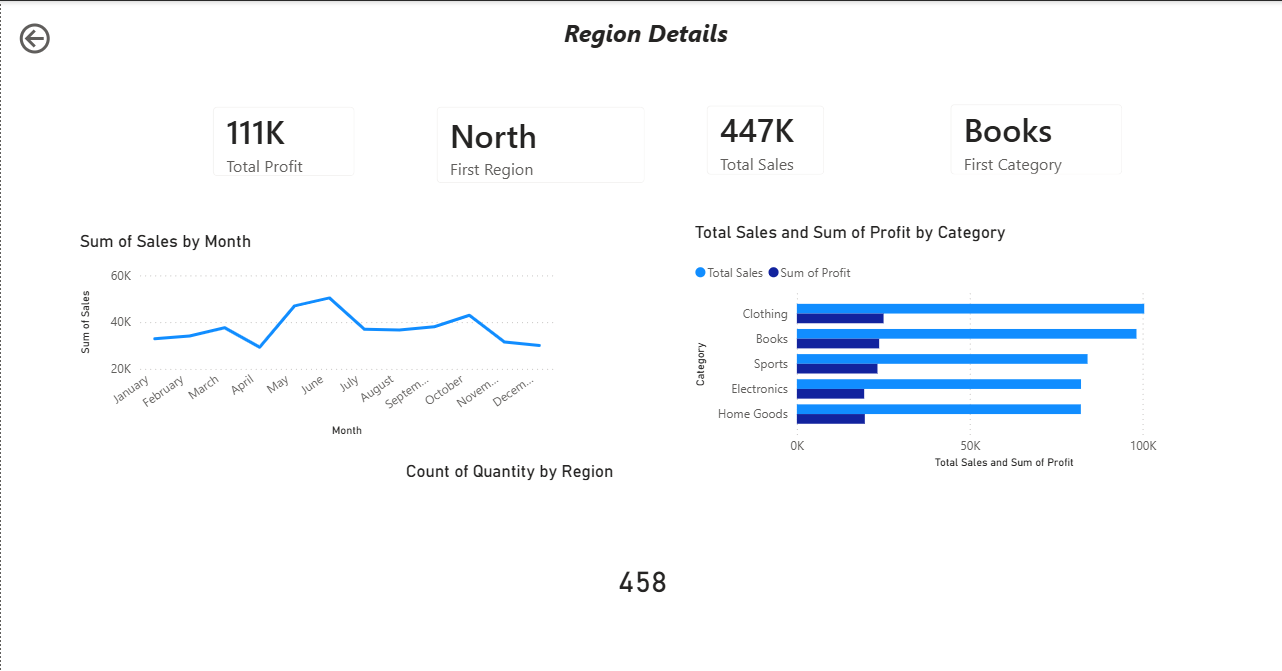 Region Details
111K
Total Profit
North
First Region
447K
Total Sales
Books
First Category
Sum of Sales by Month
60K
40K
20K
Sum of Sales
January
February
March
April
May
June
July
August
Septem...
October
Novem...
Decem...
Month
Total Sales and Sum of Profit by Category
Total Sales Sum of Profit
Category
Clothing
Books
Sports
Electronics
Home Goods
0K 50K 100K
Total Sales and Sum of Profit
Count of Quantity by Region
458